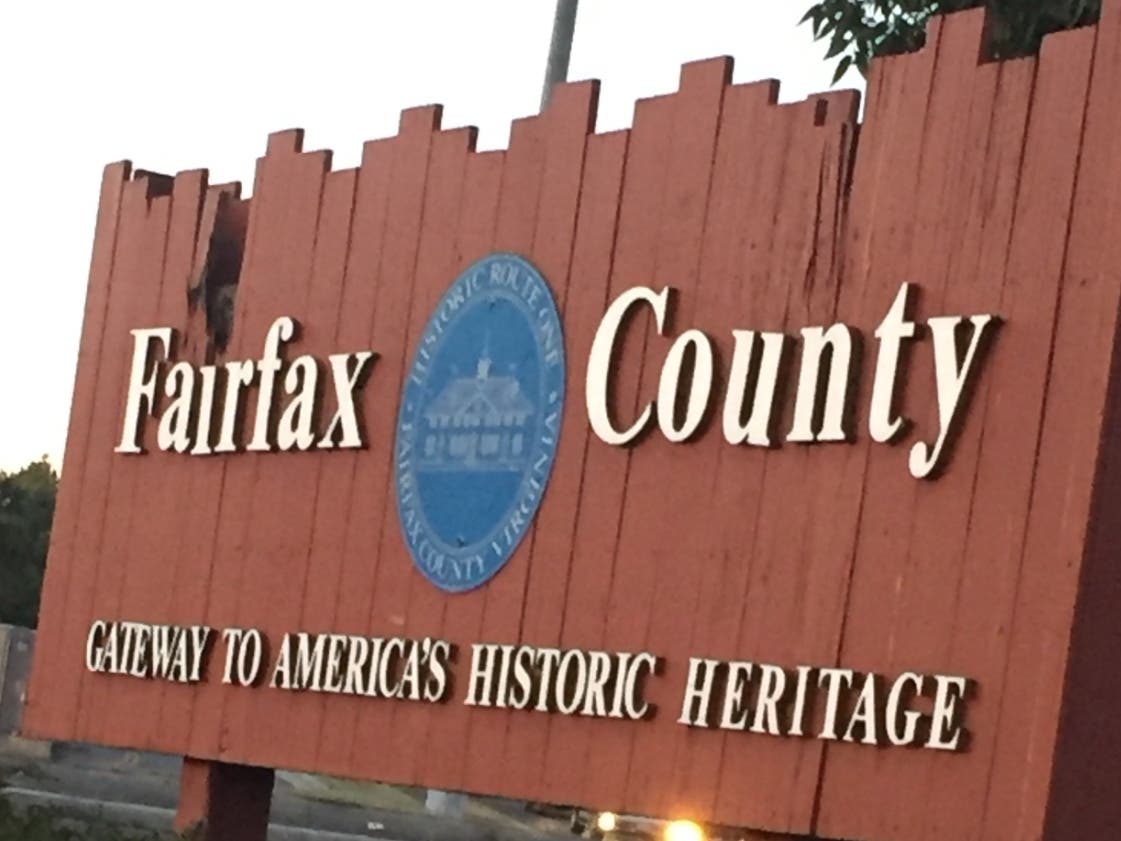 Fairfax County
HISTORIC ROUTE ONE
FAIRFAX COUNTY VIRGINIA
GATEWAY TO AMERICA'S HISTORIC HERITAGE